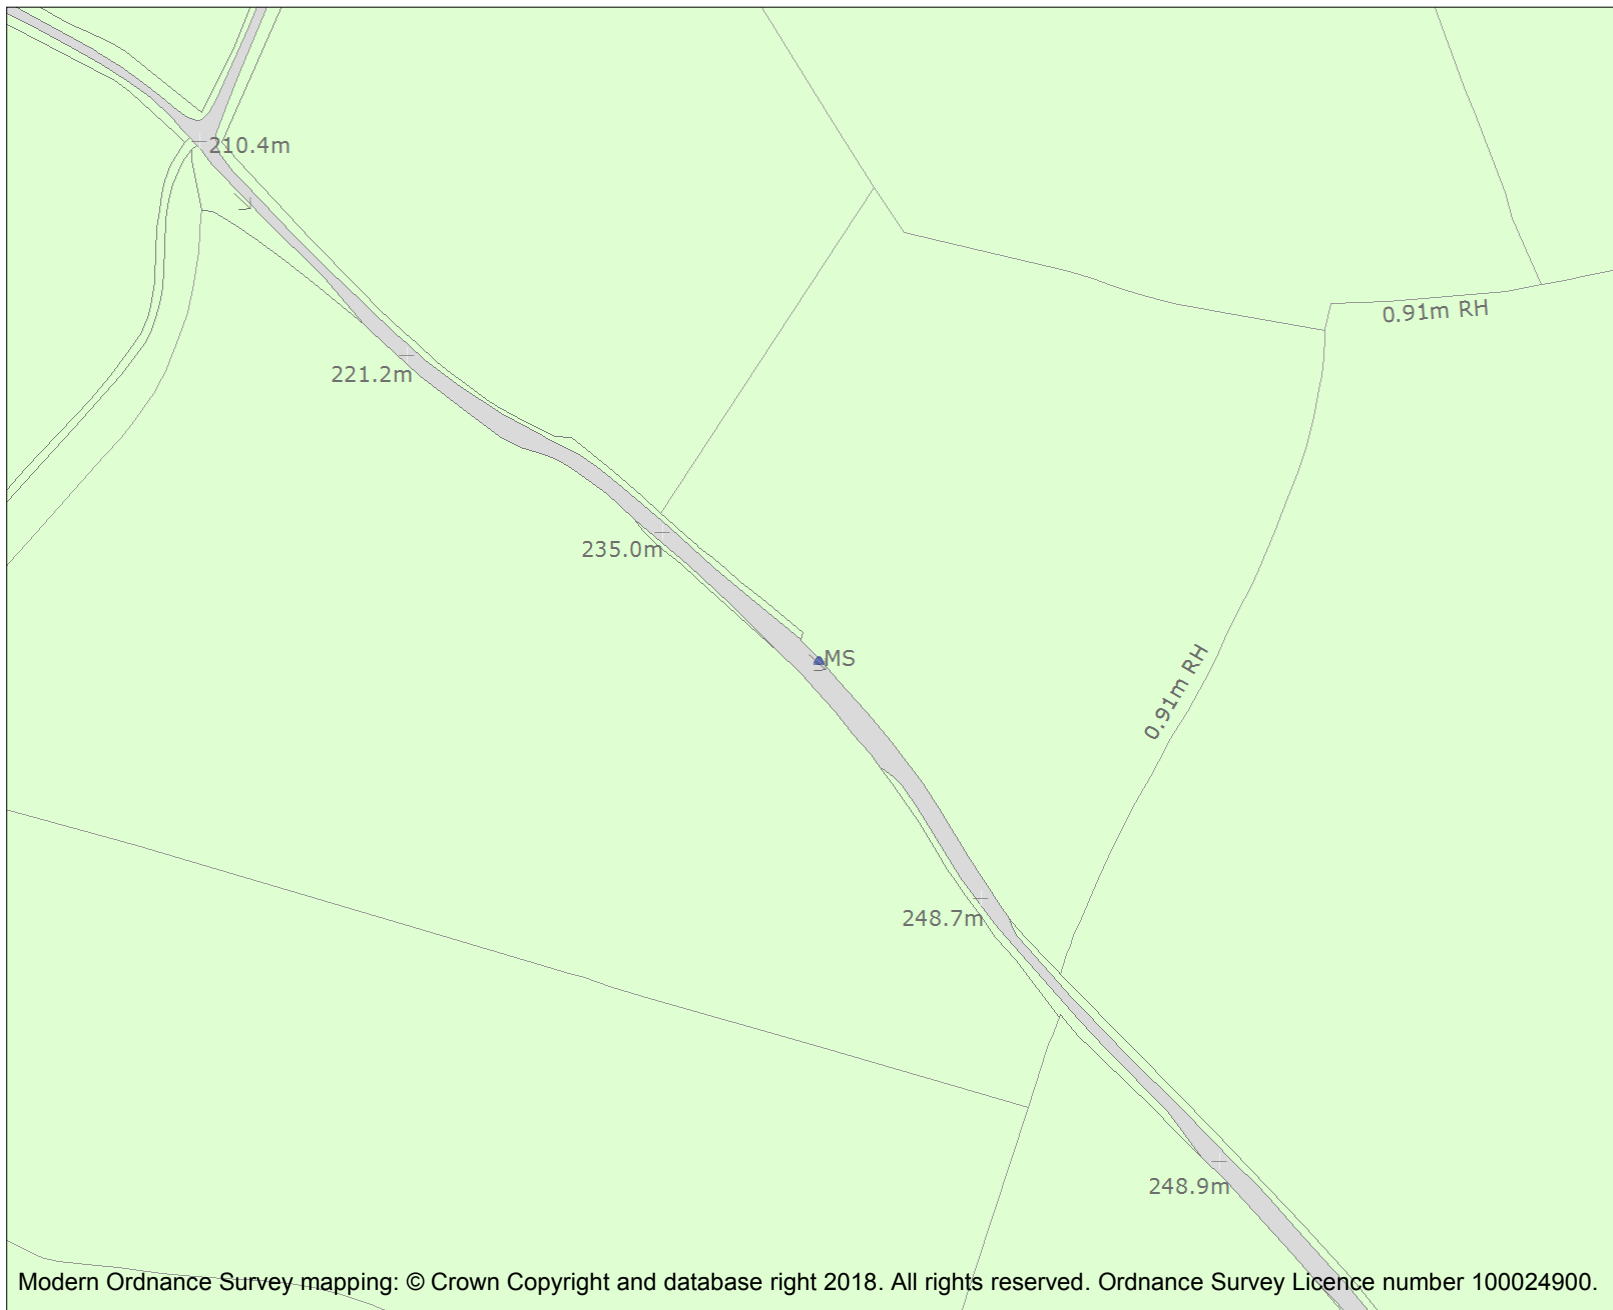 210.4m
0.91m RH
221.2m
235.0m
MS
0.91m RH
248.7m
248.9m
Modern Ordnance Survey mapping: © Crown Copyright and database right 2018. All rights reserved. Ordnance Survey Licence number 100024900.